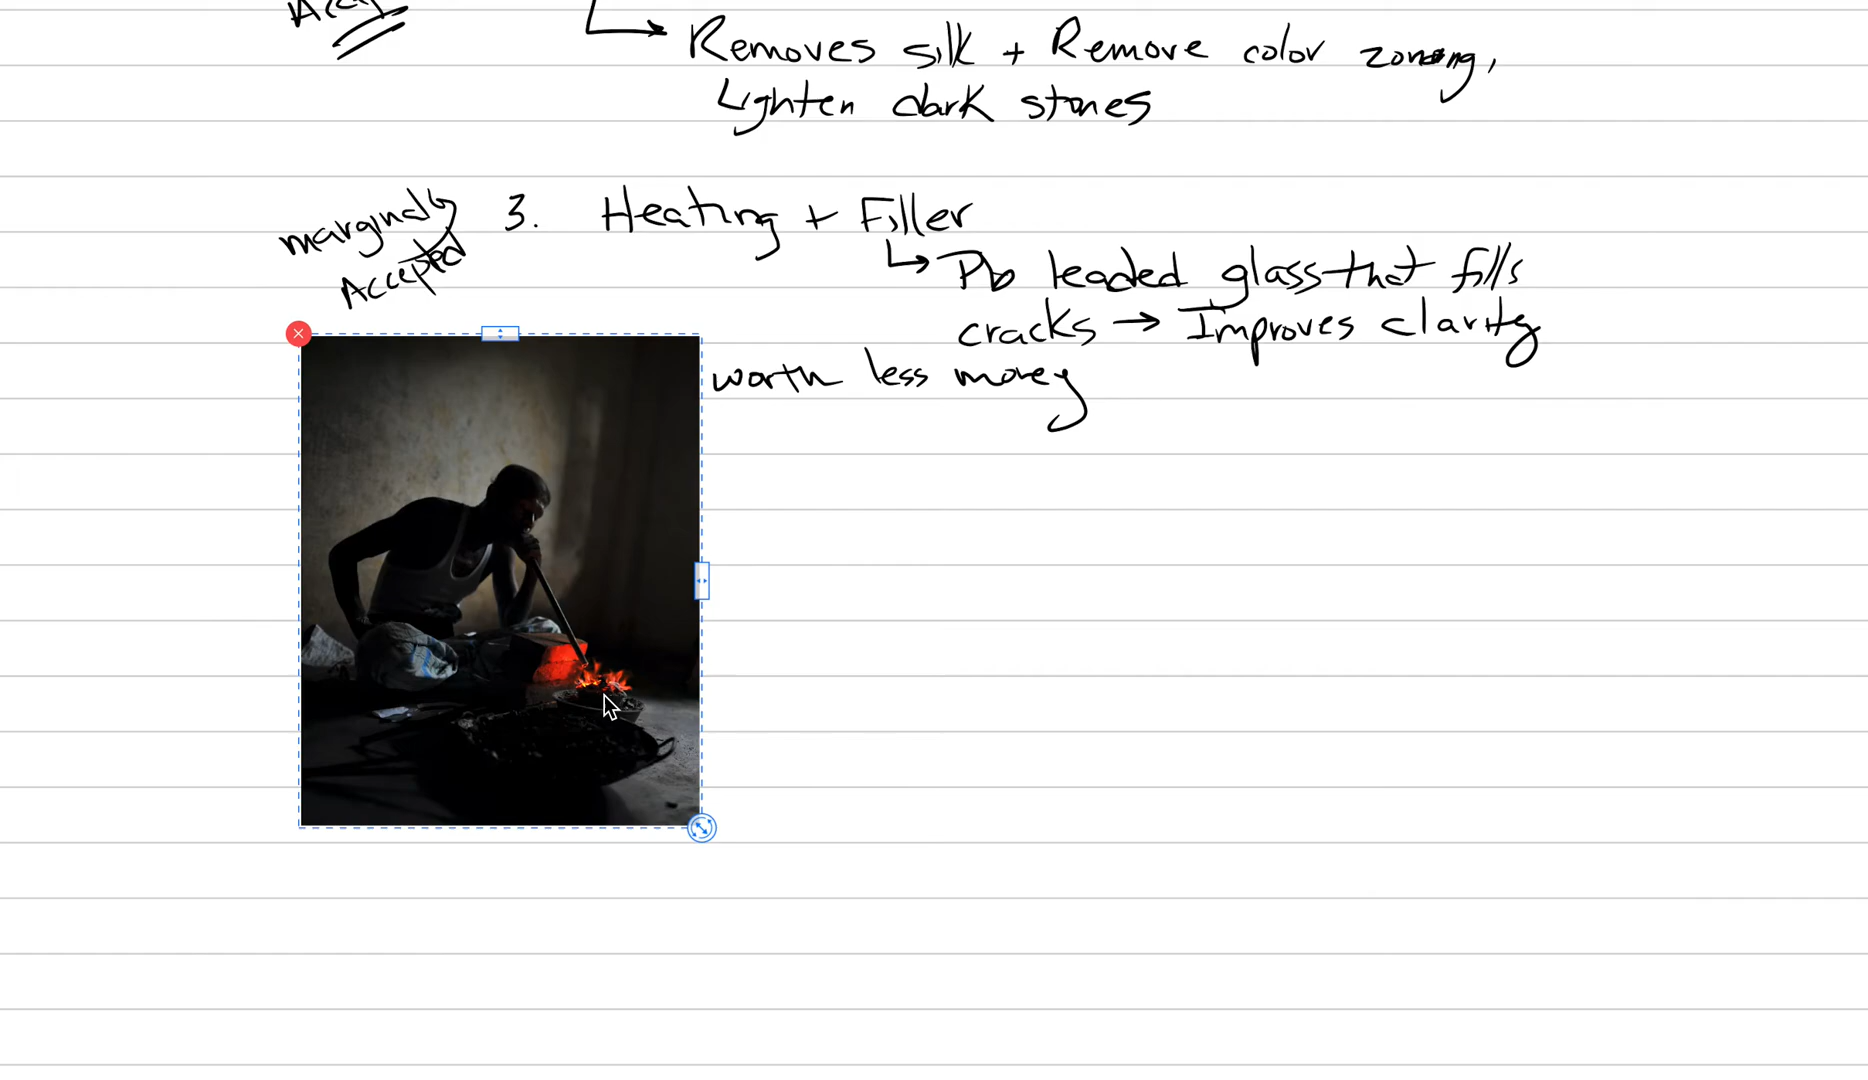 Removes silk + Remove color zoning,
Lighten dark stones
marginally
Accepted
3. Heating + Filler
Pb leaded glass that fills
cracks → Improves clarity
worth less money